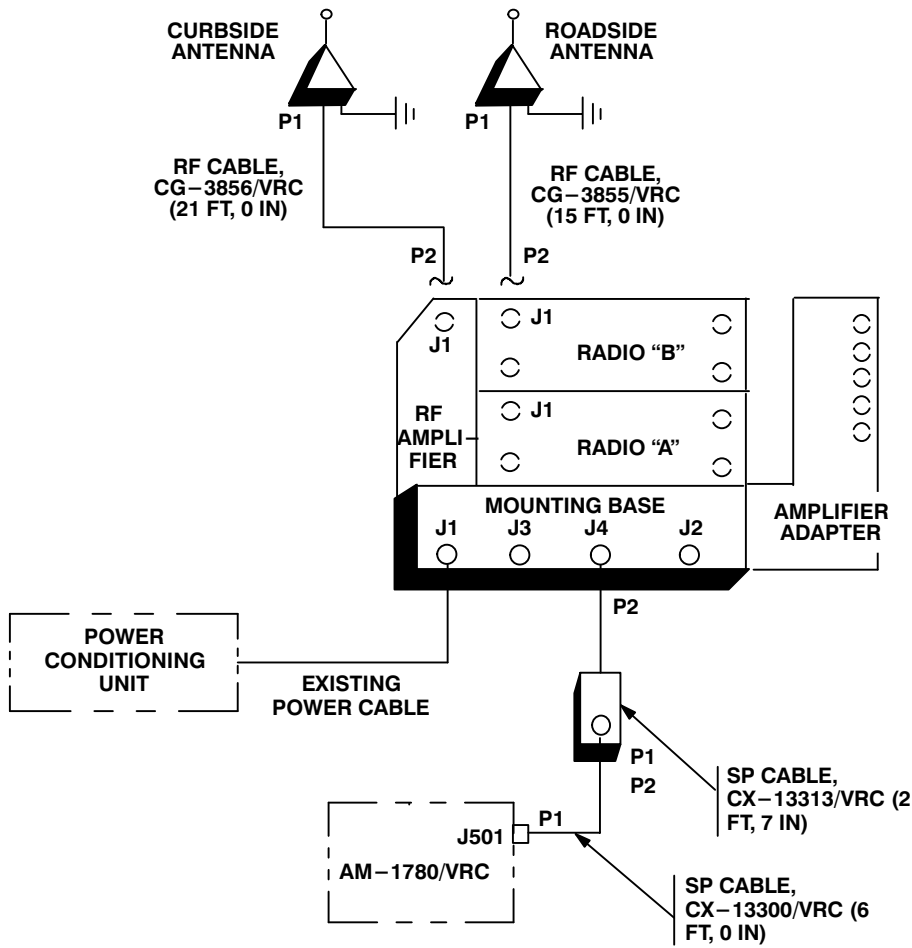 CURBSIDE
ANTENNA
ROADSIDE
ANTENNA
P1
P1
RF CABLE,
CG–3856/VRC
(21 FT, 0 IN)
RF CABLE,
CG–3855/VRC
(15 FT, 0 IN)
P2
P2
J1
J1
RADIO “B”
J1
RF
AMPLI–
FIER
RADIO “A”
MOUNTING BASE
J1
J3
J4
J2
AMPLIFIER
ADAPTER
P2
POWER
CONDITIONING
UNIT
EXISTING
POWER CABLE
P1
P2
SP CABLE,
CX–13313/VRC (2
FT, 7 IN)
P1
J501
AM–1780/VRC
SP CABLE,
CX–13300/VRC (6
FT, 0 IN)